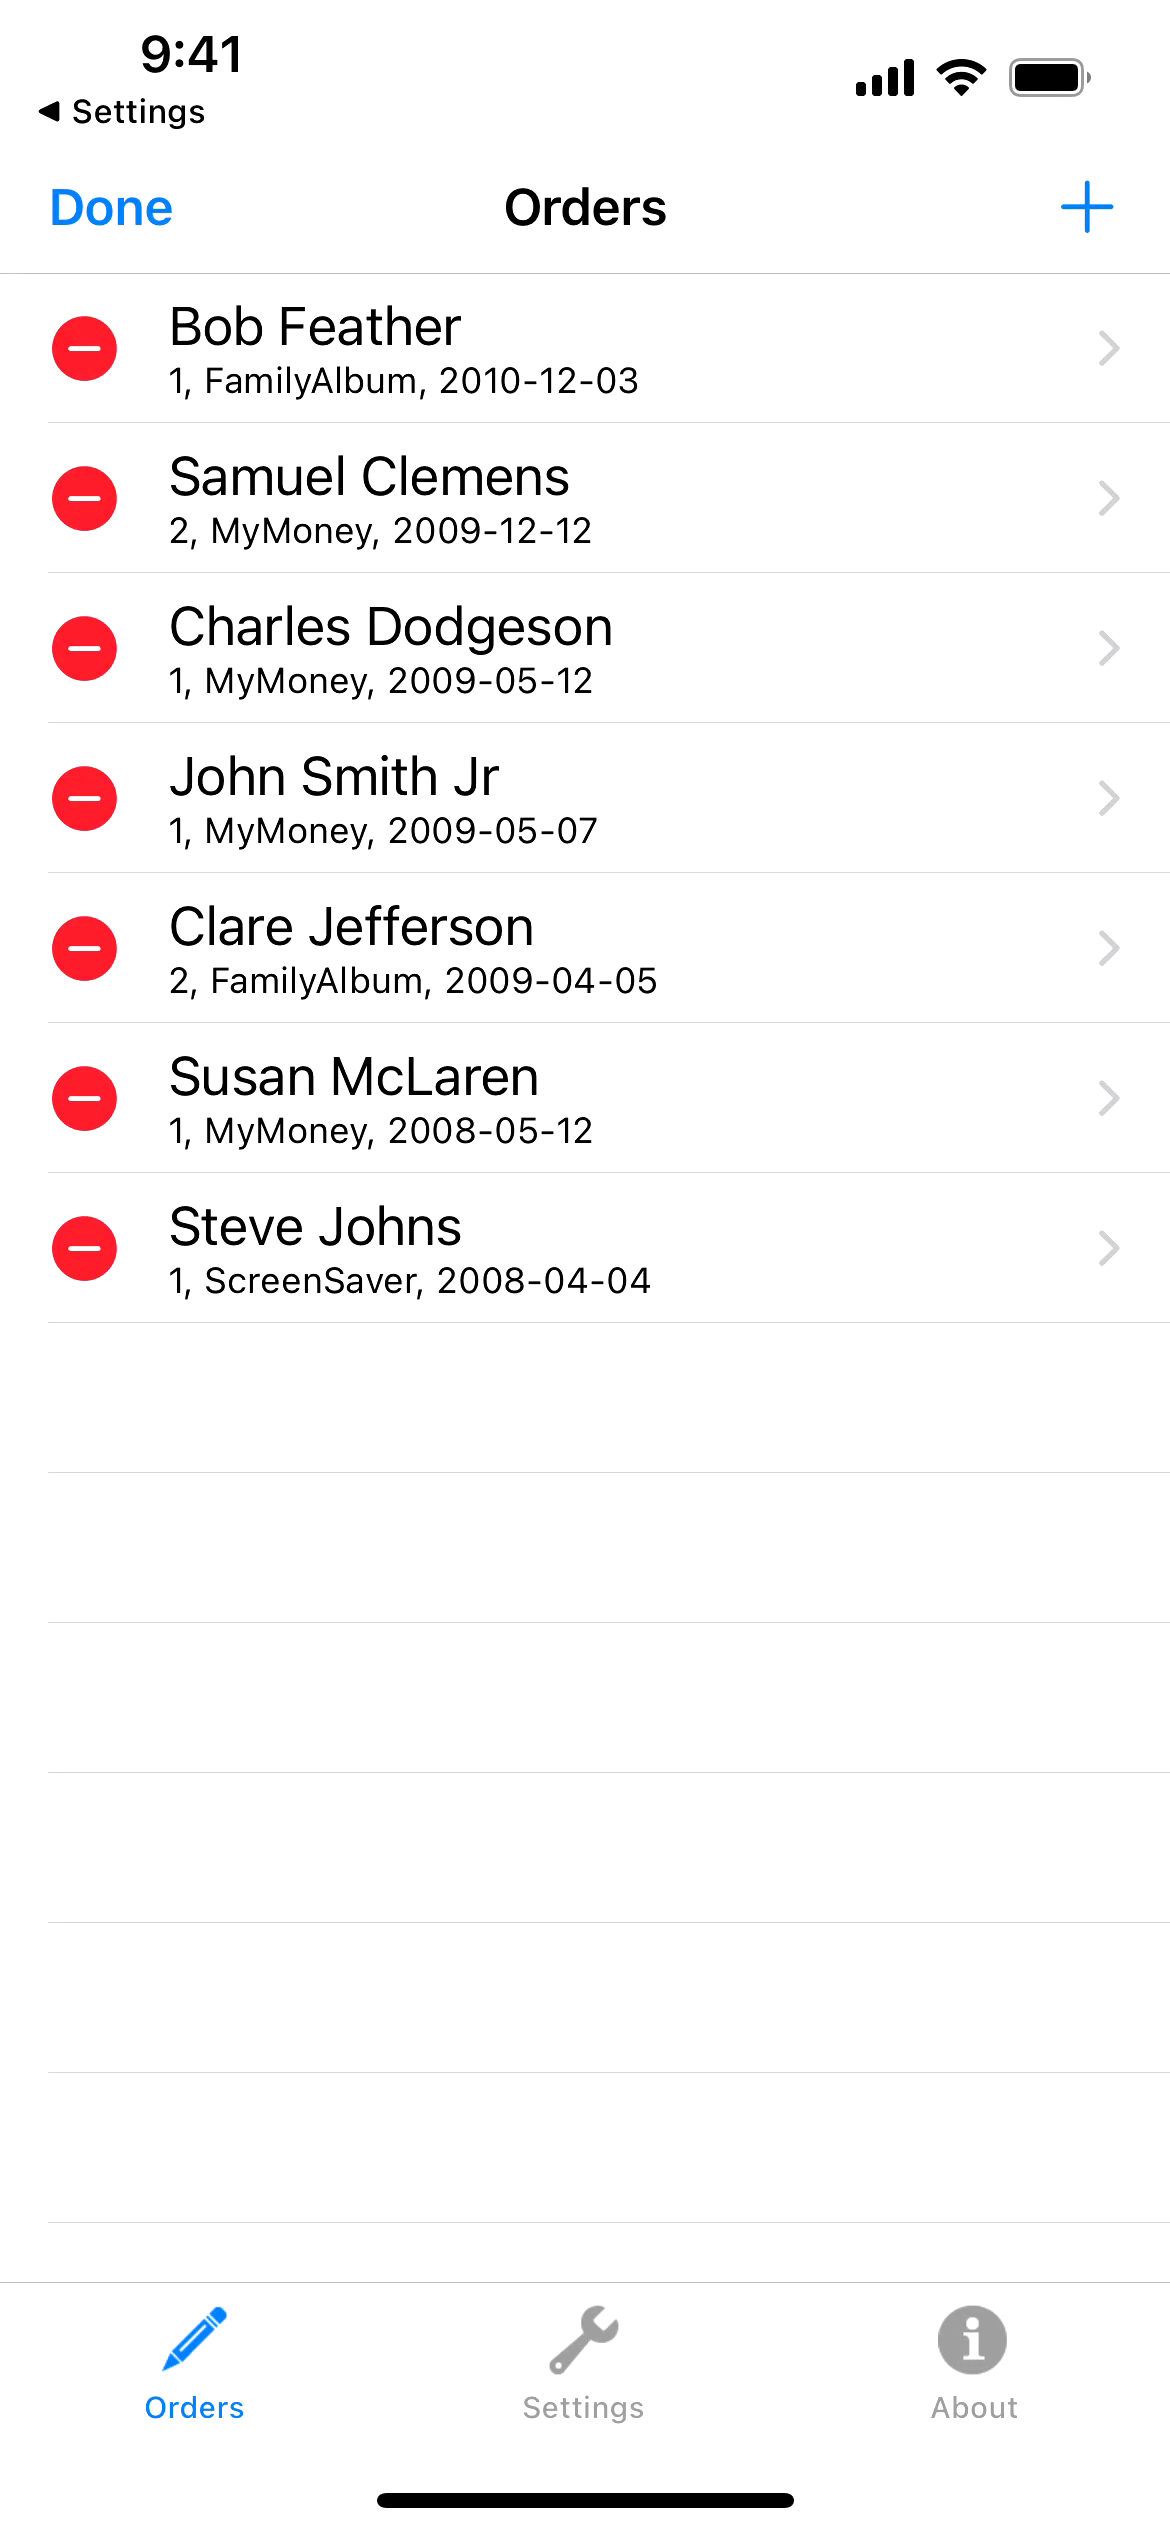 9:41
Settings
Done
Orders
Bob Feather
1, FamilyAlbum, 2010-12-03
Samuel Clemens
2, MyMoney, 2009-12-12
Charles Dodgeson
1, MyMoney, 2009-05-12
John Smith Jr
1, MyMoney, 2009-05-07
Clare Jefferson
2, FamilyAlbum, 2009-04-05
Susan McLaren
1, MyMoney, 2008-05-12
Steve Johns
1, ScreenSaver, 2008-04-04
Orders
Settings
About